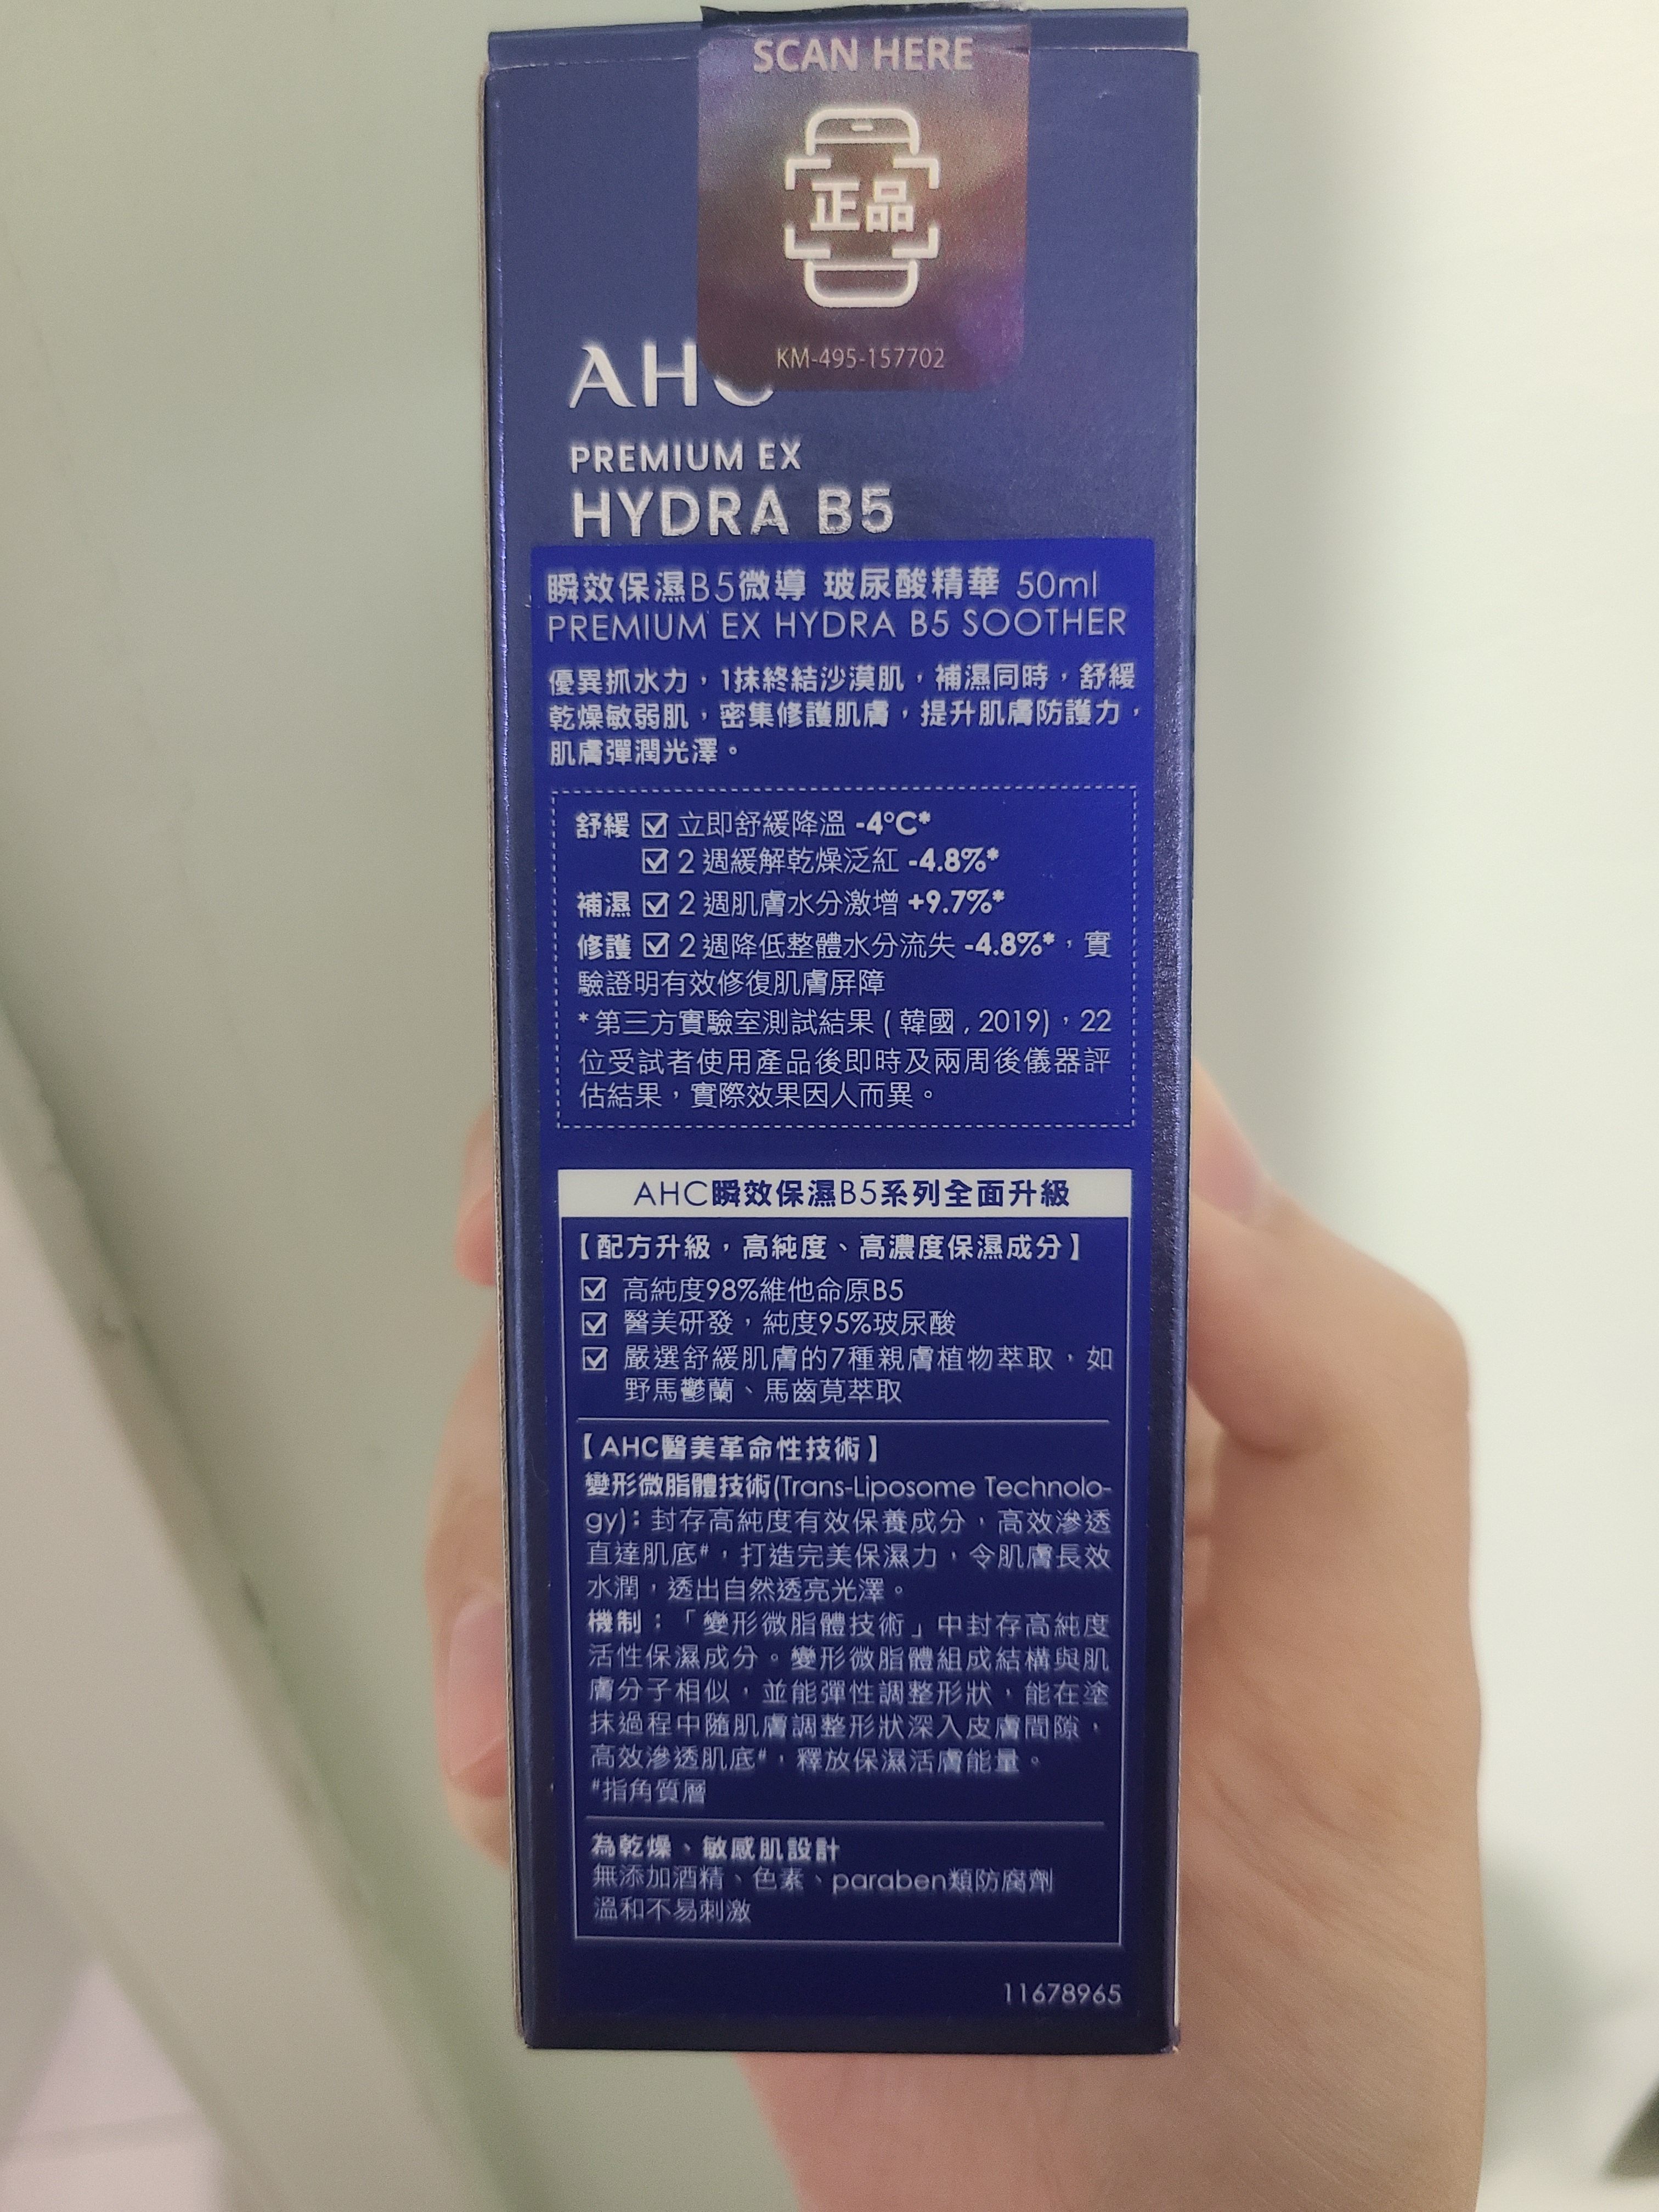 SCAN HERE
正品
KM-495-157702
AHC
PREMIUM EX
HYDRA B5
瞬效保濕B5微導 玻尿酸精華 50ml
PREMIUM EX HYDRA B5 SOOTHER
優異抓水力，1抹終結沙漠肌，補濕同時，舒緩
乾燥敏弱肌，密集修護肌膚，提升肌膚防護力，
肌膚彈潤光澤。
舒緩 ☑ 立即舒緩降溫 -4°C*
☑ 2 週緩解乾燥泛紅 -4.8%*
補濕 ☑ 2 週肌膚水分激增 +9.7%*
修護 ☑ 2 週降低整體水分流失 -4.8%*，實
驗證明有效修復肌膚屏障
*第三方實驗室測試結果 ( 韓國 , 2019)，22
位受試者使用產品後即時及兩周後儀器評
估結果，實際效果因人而異。
AHC瞬效保濕B5系列全面升級
【配方升級，高純度、高濃度保濕成分】
☑ 高純度98%維他命原B5
☑ 醫美研發，純度95%玻尿酸
☑ 嚴選舒緩肌膚的7種親膚植物萃取，如
野馬鬱蘭、馬齒莧萃取
【AHC醫美革命性技術】
變形微脂體技術(Trans-Liposome Technolo-
gy)：封存高純度有效保養成分，高效滲透
直達肌底#，打造完美保濕力，令肌膚長效
水潤，透出自然透亮光澤。
機制：「變形微脂體技術」中封存高純度
活性保濕成分。變形微脂體組成結構與肌
膚分子相似，並能彈性調整形狀，能在塗
抹過程中隨肌膚調整形狀深入皮膚間隙，
高效滲透肌底#，釋放保濕活膚能量。
#指角質層
為乾燥、敏感肌設計
無添加酒精、色素、paraben類防腐劑
溫和不易刺激
11678965